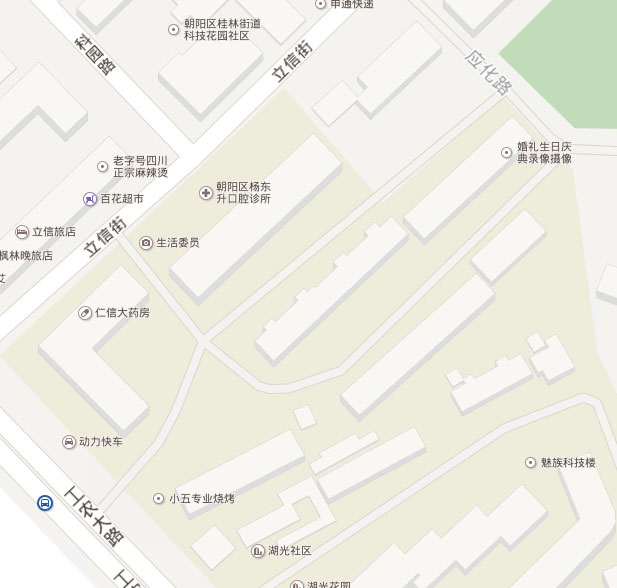 申通快递
朝阳区桂林街道
科技花园社区
科园路
立信街
应化路
婚礼生日庆
典录像摄像
老字号四川
正宗麻辣烫
朝阳区杨东
升口腔诊所
百花超市
立信街
立信旅店
生活委员
枫林晚旅店
艾
仁信大药房
动力快车
魅族科技楼
小五专业烧烤
工农大路
湖光社区
工
湖光花园